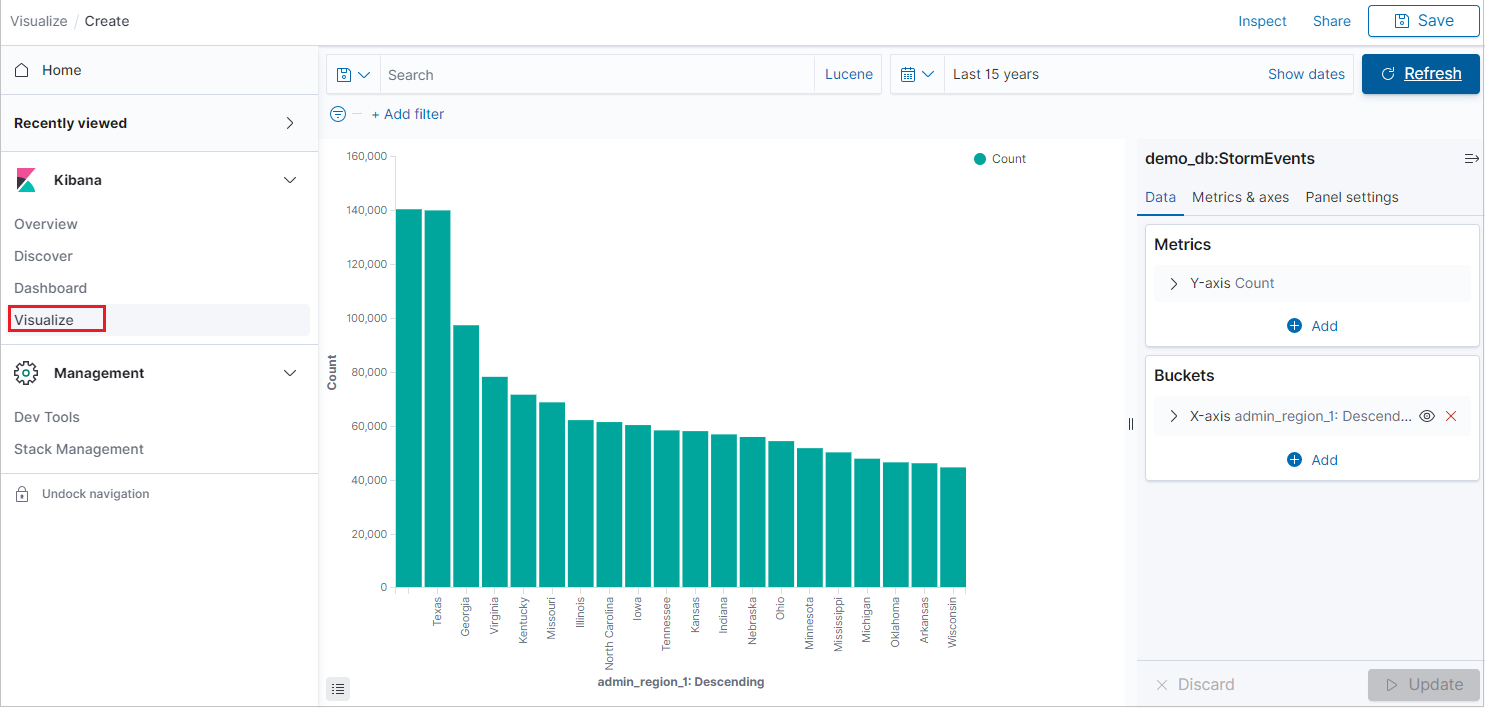 Visualize / Create
Inspect Share Save
Home
Recently viewed
Kibana
Overview
Discover
Dashboard
Visualize
Management
Dev Tools
Stack Management
Undock navigation
Search Lucene Last 15 years Show dates Refresh
+ Add filter
160,000
140,000
120,000
100,000
80,000
60,000
40,000
20,000
0
Count
Count
Texas
Georgia
Virginia
Kentucky
Missouri
Illinois
North Carolina
Iowa
Tennessee
Kansas
Indiana
Nebraska
Ohio
Minnesota
Mississippi
Michigan
Oklahoma
Arkansas
Wisconsin
admin_region_1: Descending
demo_db:StormEvents
Data Metrics & axes Panel settings
Metrics
Y-axis Count
Add
Buckets
X-axis admin_region_1: Descend...
Add
Discard Update